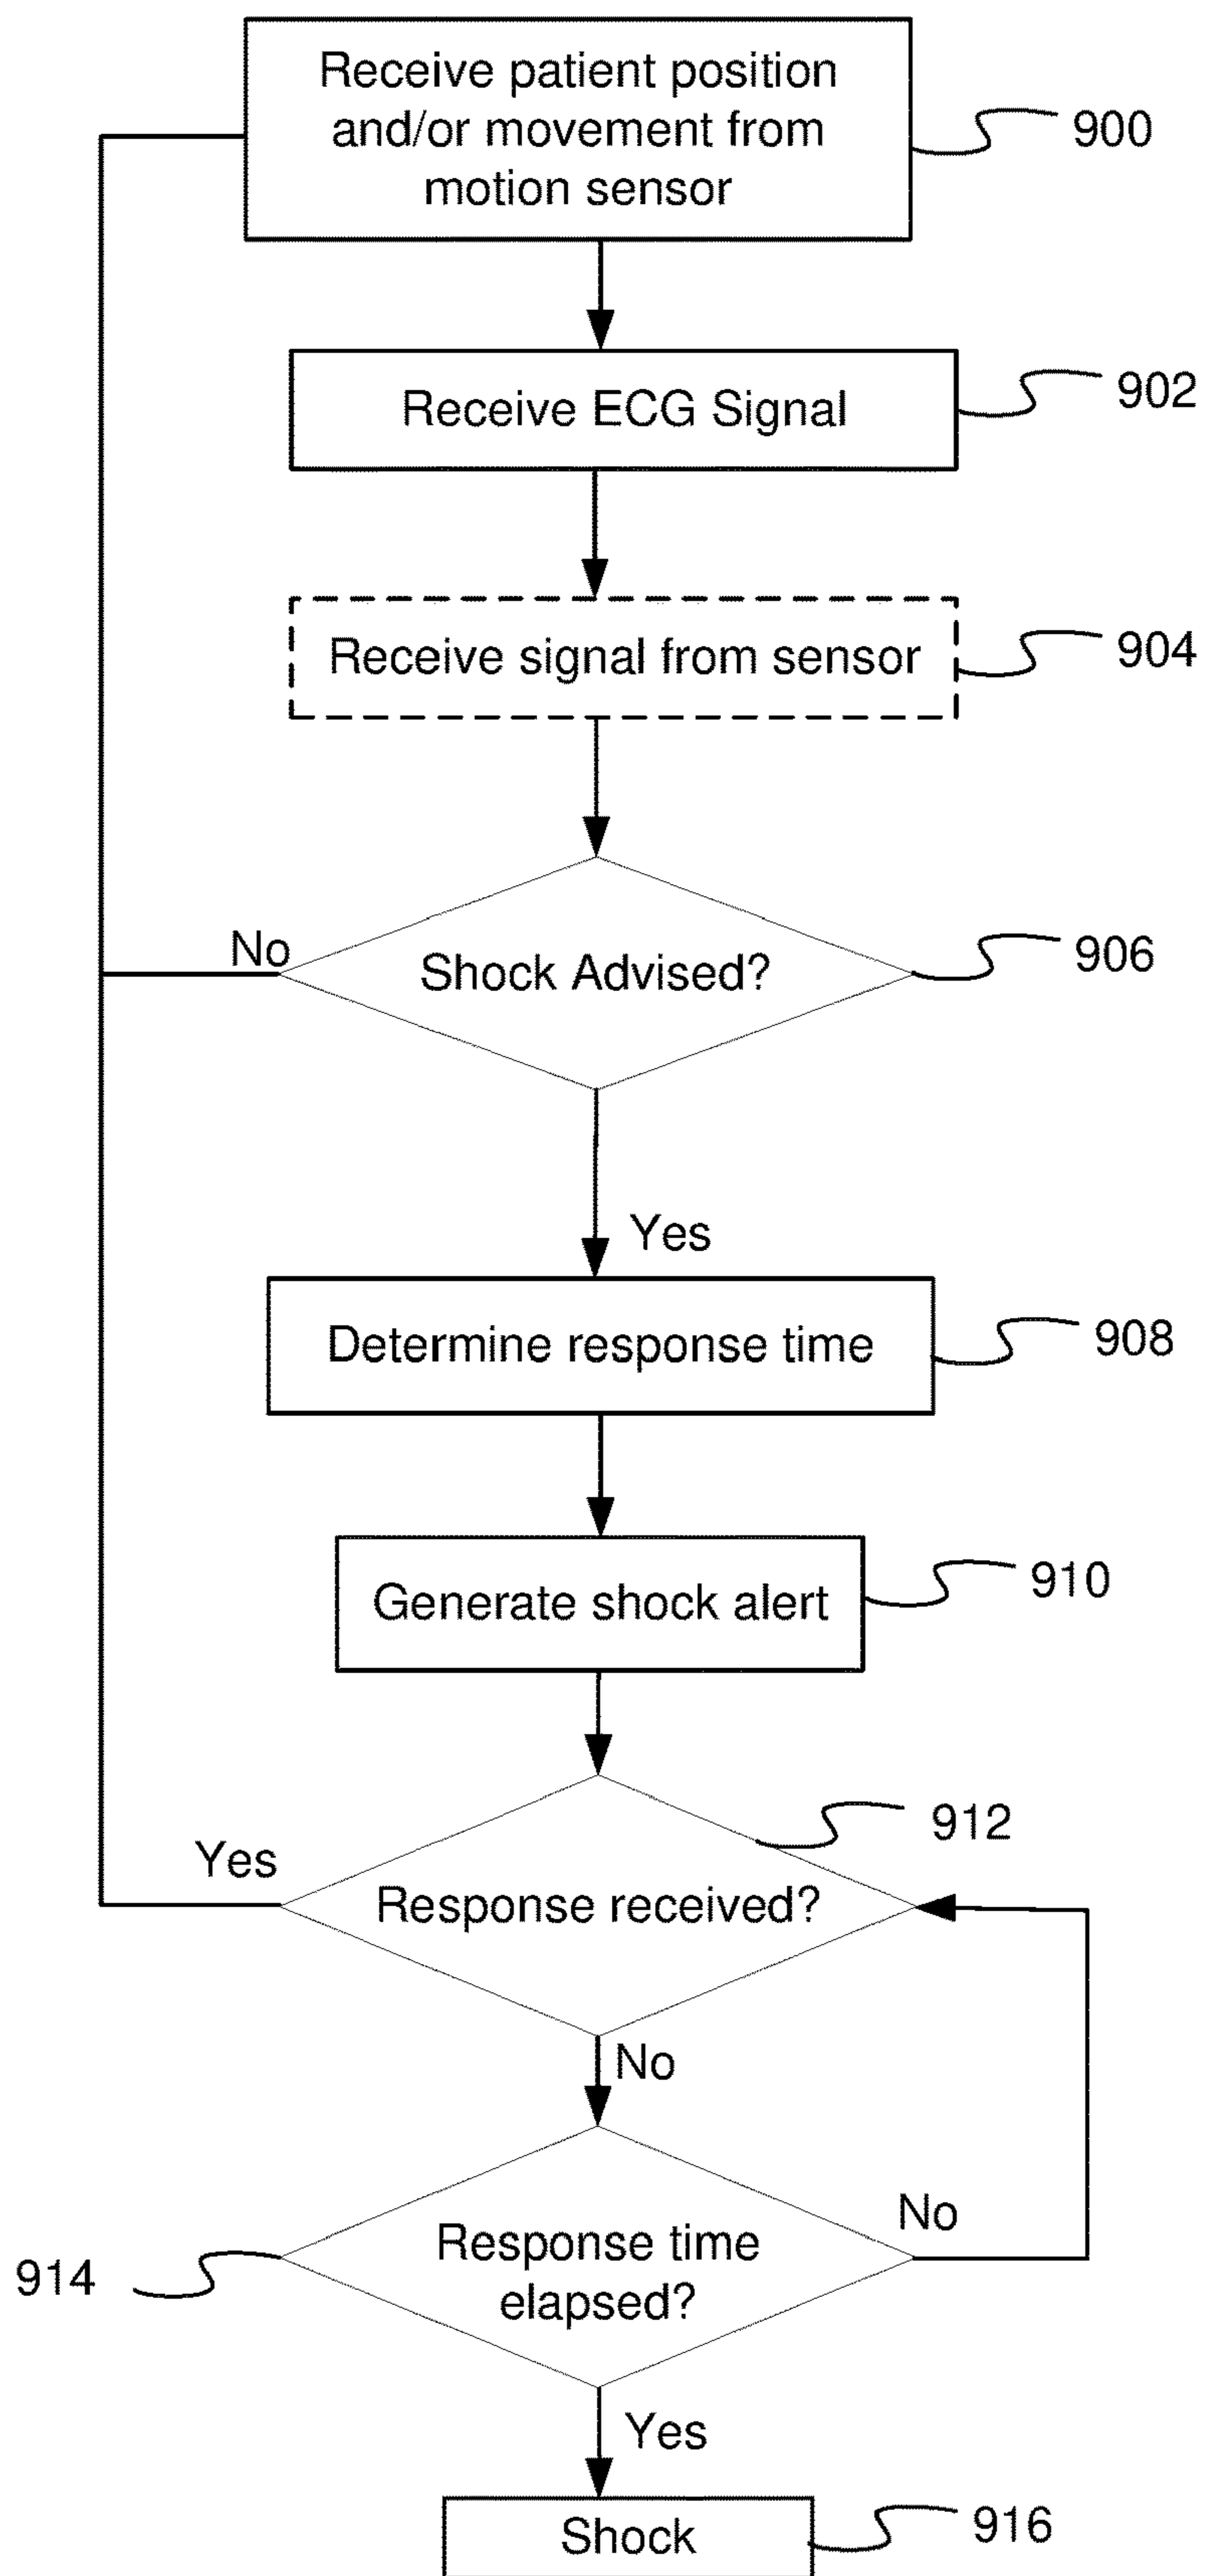 Receive patient position
and/or movement from
motion sensor
900
Receive ECG Signal
902
Receive signal from sensor
904
No
Shock Advised?
906
Yes
Determine response time
908
Generate shock alert
910
912
Yes
Response received?
No
No
Response time
elapsed?
914
Yes
Shock
916